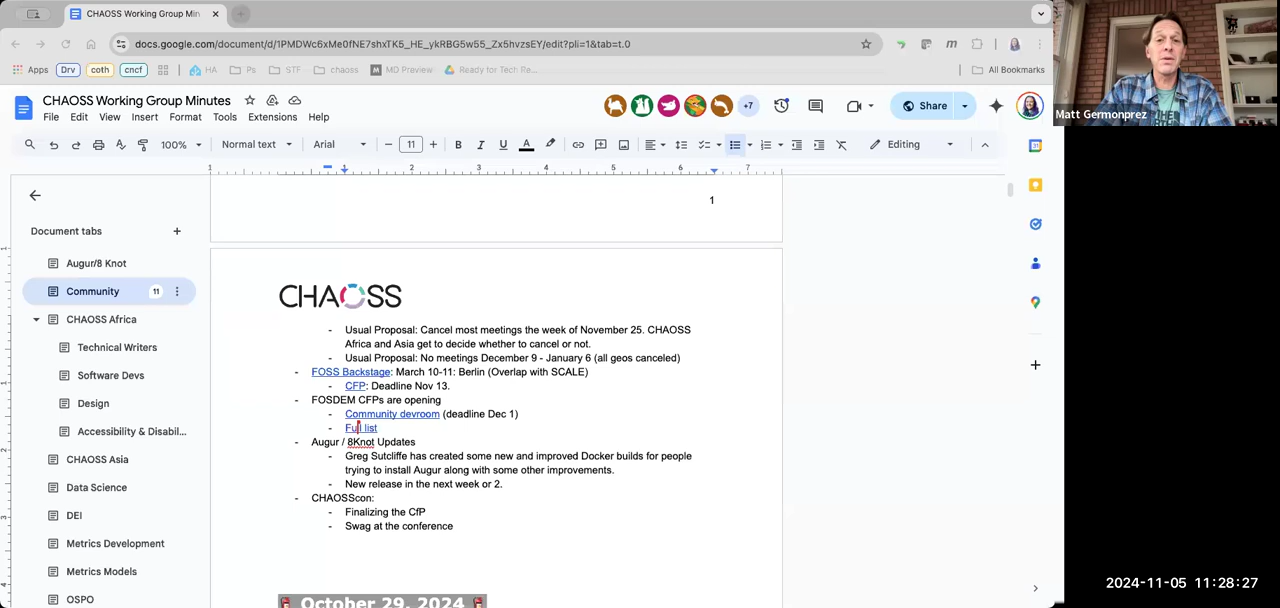 CHAOSS Working Group Min
docs.google.com/document/d/1PMDWc6xMe0fNE7shxTK5_HE_ykRBG5w55_Zx5hvzsEY/edit?pli=1&tab=t.0
Apps Drv coth cncf HA Ps STF chaoss MD Preview Ready for Tech Re... All Bookmarks
Matt Germonprez
CHAOSS Working Group Minutes
+7 Share
File Edit View Insert Format Tools Extensions Help
100% Normal text Arial 11 B I U A Editing
1 1 2 3 4 5 6 7
1
Document tabs
Augur/8 Knot
Community 11
CHAOSS Africa
Technical Writers
Software Devs
Design
Accessibility & Disabil...
CHAOSS Asia
Data Science
DEI
Metrics Development
Metrics Models
OSPO
CHAOSS
- Usual Proposal: Cancel most meetings the week of November 25. CHAOSS
Africa and Asia get to decide whether to cancel or not.
- Usual Proposal: No meetings December 9 - January 6 (all geos canceled)
- FOSS Backstage: March 10-11: Berlin (Overlap with SCALE)
- CFP: Deadline Nov 13.
- FOSDEM CFPs are opening
- Community devroom (deadline Dec 1)
- Full list
- Augur / 8Knot Updates
- Greg Sutcliffe has created some new and improved Docker builds for people
trying to install Augur along with some other improvements.
- New release in the next week or 2.
- CHAOSScon:
- Finalizing the CfP
- Swag at the conference
October 29, 2024
2024-11-05 11:28:27